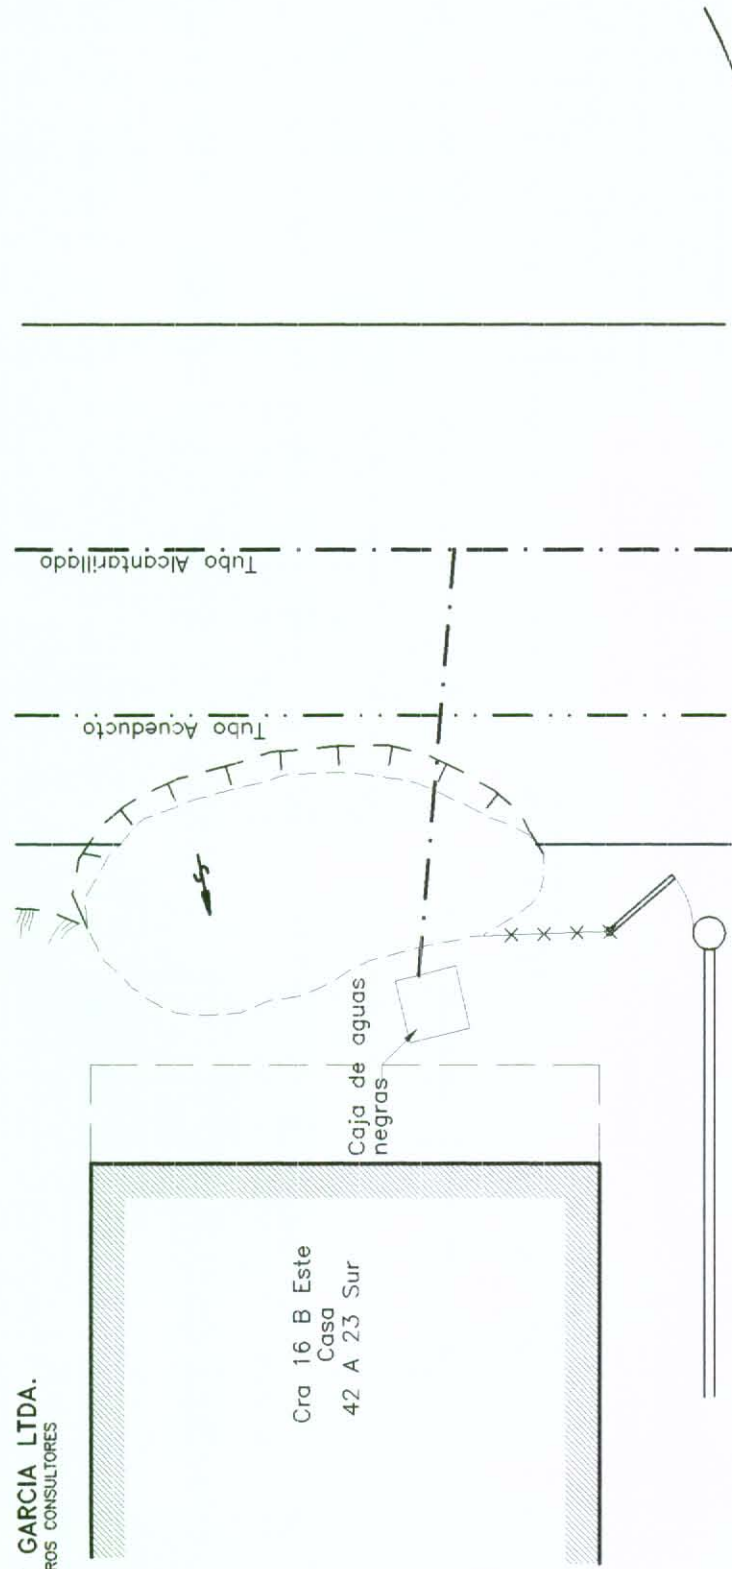 GARCIA LTDA.
ROS CONSULTORES
Cra 16 B Este
Casa
42 A 23 Sur
Caja de aguas
negras
Tubo Acueducto
Tubo Alcantarillado
S